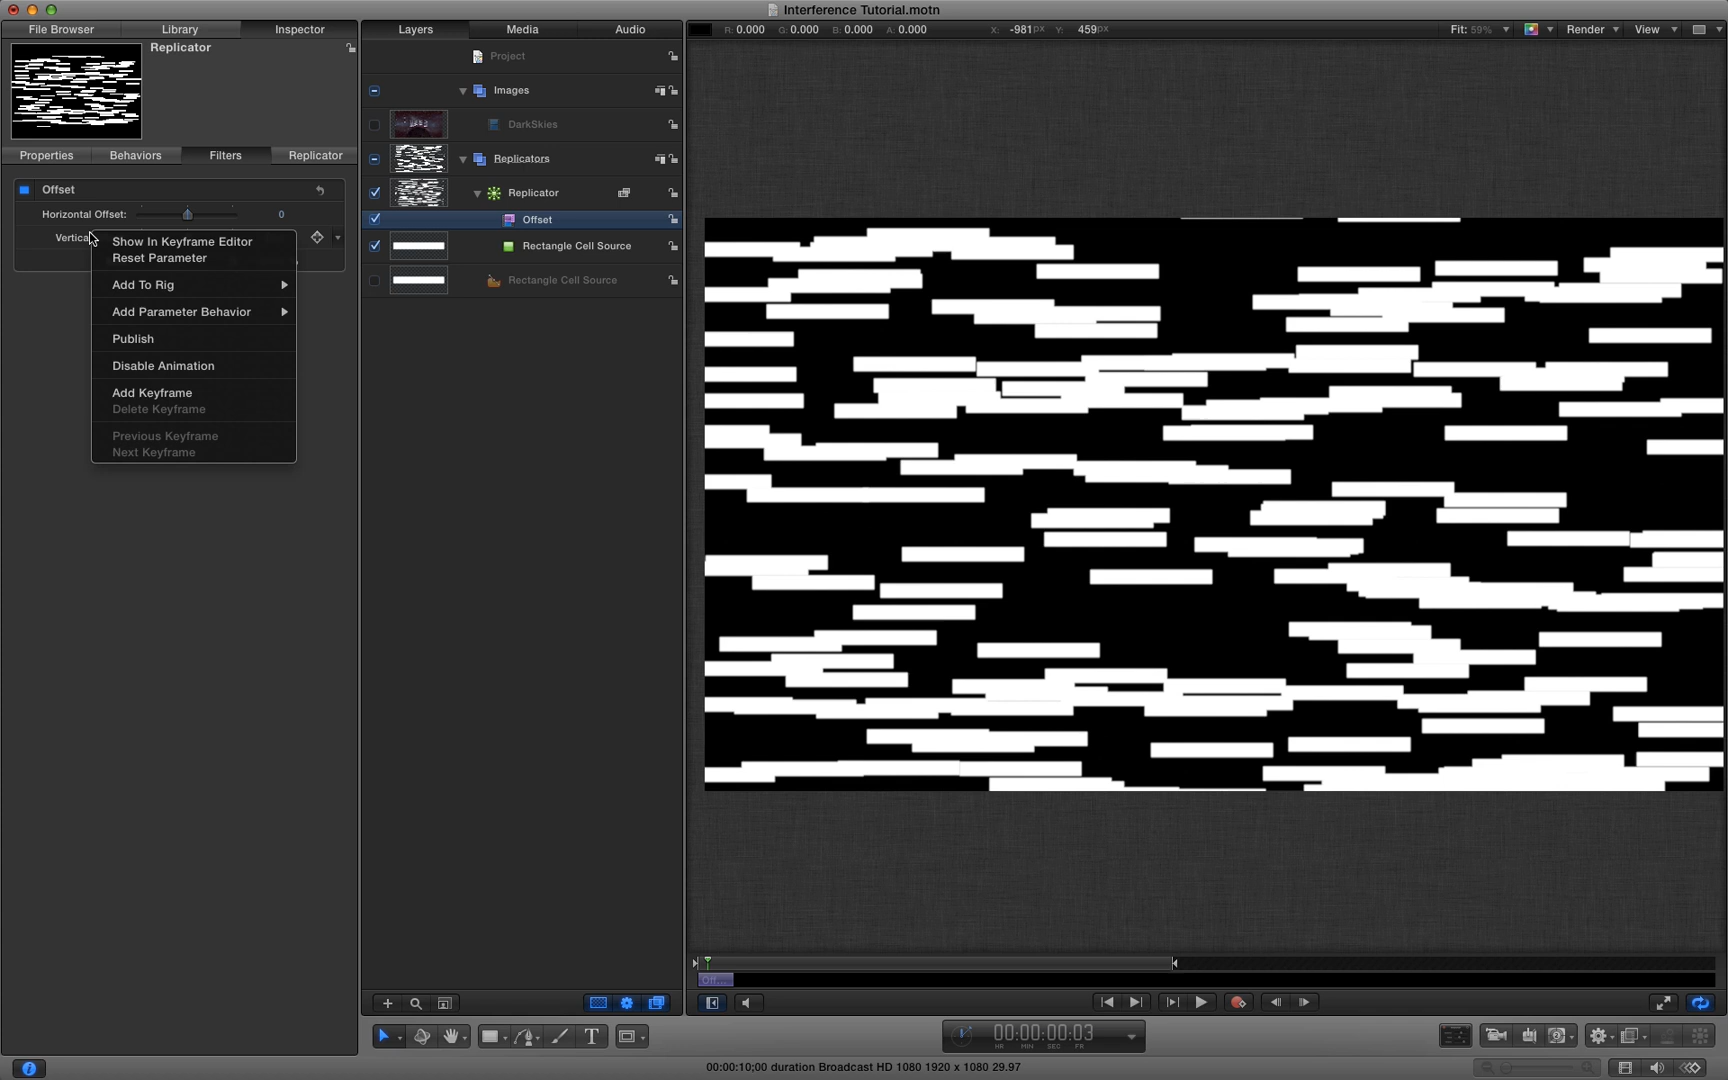 Interference Tutorial.motn
File Browser
Library
Inspector
Layers
Media
Audio
R: 0.000 G: 0.000 B: 0.000 A: 0.000 X: -981px Y: 459px
Fit: 59%
Render
View
Replicator
Properties
Behaviors
Filters
Replicator
Offset
Horizontal Offset:
0
Vertica
Show In Keyframe Editor
Reset Parameter
Add To Rig
Add Parameter Behavior
Publish
Disable Animation
Add Keyframe
Delete Keyframe
Previous Keyframe
Next Keyframe
Project
Images
DarkSkies
Replicators
Replicator
Offset
Rectangle Cell Source
Rectangle Cell Source
Off...
T
00:00:00:03
HR MIN SEC FR
00:00:10;00 duration Broadcast HD 1080 1920 x 1080 29.97